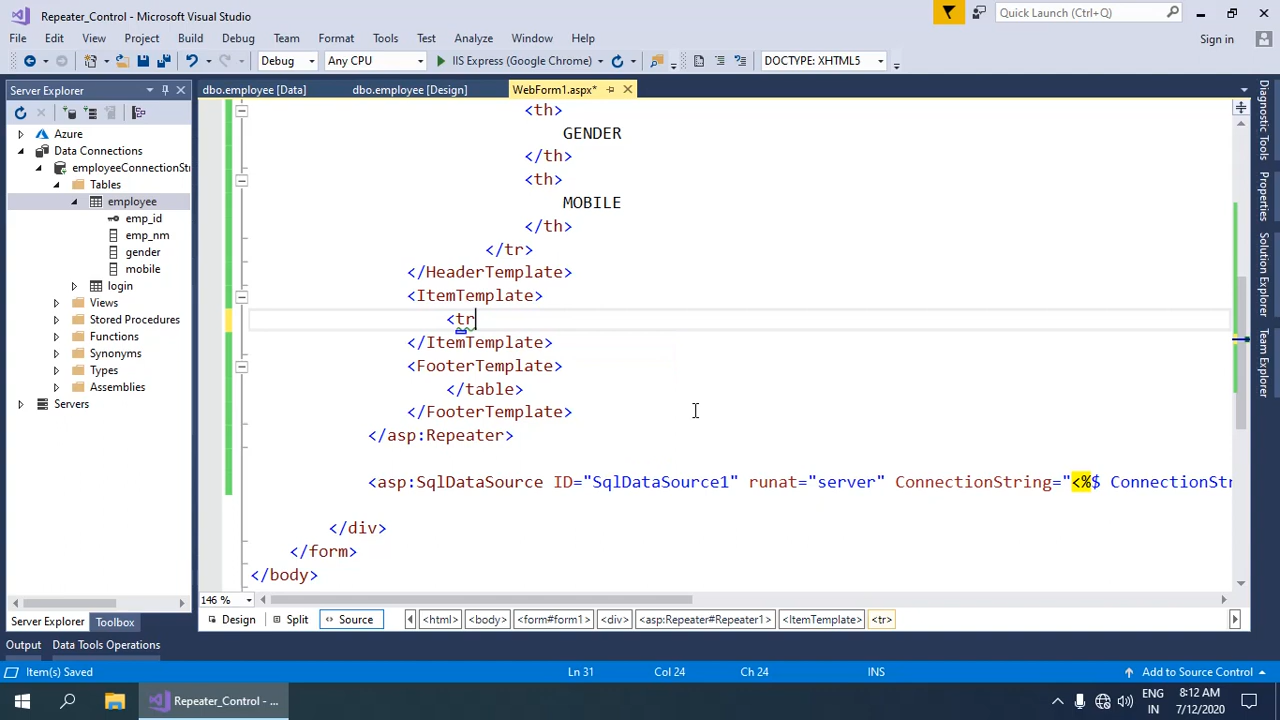 Repeater_Control - Microsoft Visual Studio
Quick Launch (Ctrl+Q)
File Edit View Project Build Debug Team Format Tools Test Analyze Window Help
Sign in
Debug Any CPU IIS Express (Google Chrome) DOCTYPE: XHTML5
Server Explorer
dbo.employee [Data] dbo.employee [Design] WebForm1.aspx*
Azure
Data Connections
employeeConnectionStr
Tables
employee
emp_id
emp_nm
gender
mobile
login
Views
Stored Procedures
Functions
Synonyms
Types
Assemblies
Servers
Server Explorer Toolbox
<th>
GENDER
</th>
<th>
MOBILE
</th>
</tr>
</HeaderTemplate>
<ItemTemplate>
<tr
</ItemTemplate>
<FooterTemplate>
</table>
</FooterTemplate>
</asp:Repeater>
<asp:SqlDataSource ID="SqlDataSource1" runat="server" ConnectionString="<%$ ConnectionStr
</div>
</form>
</body>
146 %
Design Split Source <html> <body> <form#form1> <div> <asp:Repeater#Repeater1> <ItemTemplate> <tr>
Diagnostic Tools
Properties
Solution Explorer
Team Explorer
Output Data Tools Operations
Item(s) Saved Ln 31 Col 24 Ch 24 INS Add to Source Control
Repeater_Control - ...
ENG
IN
8:12 AM
7/12/2020